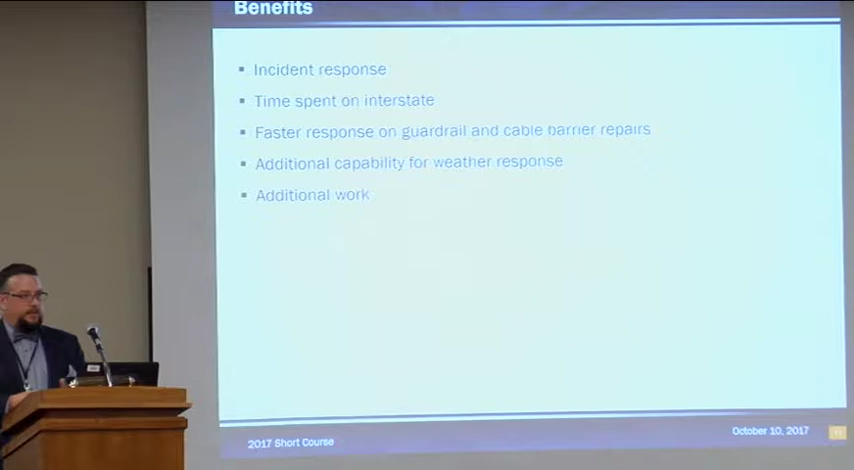 Benefits
▪ Incident response
▪ Time spent on interstate
▪ Faster response on guardrail and cable barrier repairs
▪ Additional capability for weather response
▪ Additional work
2017 Short Course
October 10, 2017